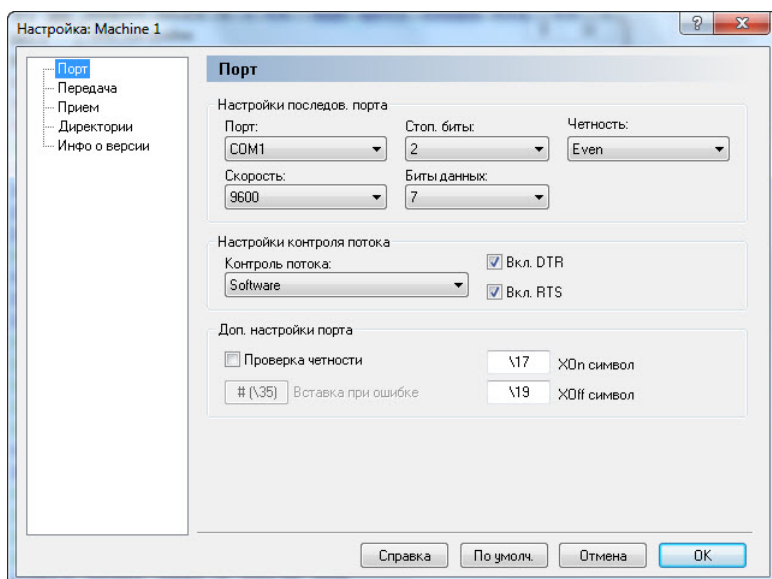 Настройка: Machine 1
Порт
Передача
Прием
Директории
Инфо о версии
Порт
Настройки последов. порта
Порт: Стоп. биты: Четность:
COM1 2 Even
Скорость: Биты данных:
9600 7
Настройки контроля потока
Контроль потока: Вкл. DTR
Software Вкл. RTS
Доп. настройки порта
Проверка четности \17 XOn символ
# (\35) Вставка при ошибке \19 XOff символ
Справка По умолч. Отмена OK